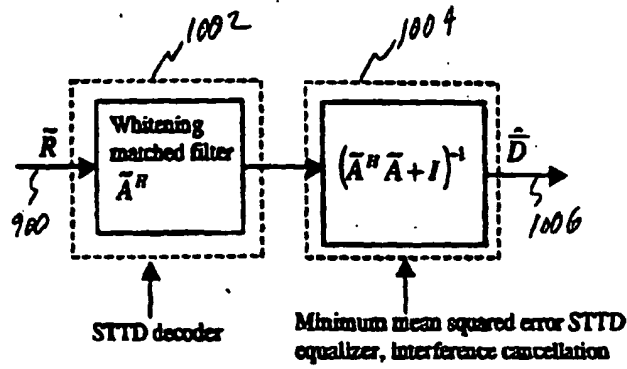 1002
1004
Whitening
matched filter
R̃
Ã^H
(Ã^H Ã + I)^-1
D̃̂
900
1006
STTD decoder
Minimum mean squared error STTD
equalizer, interference cancellation